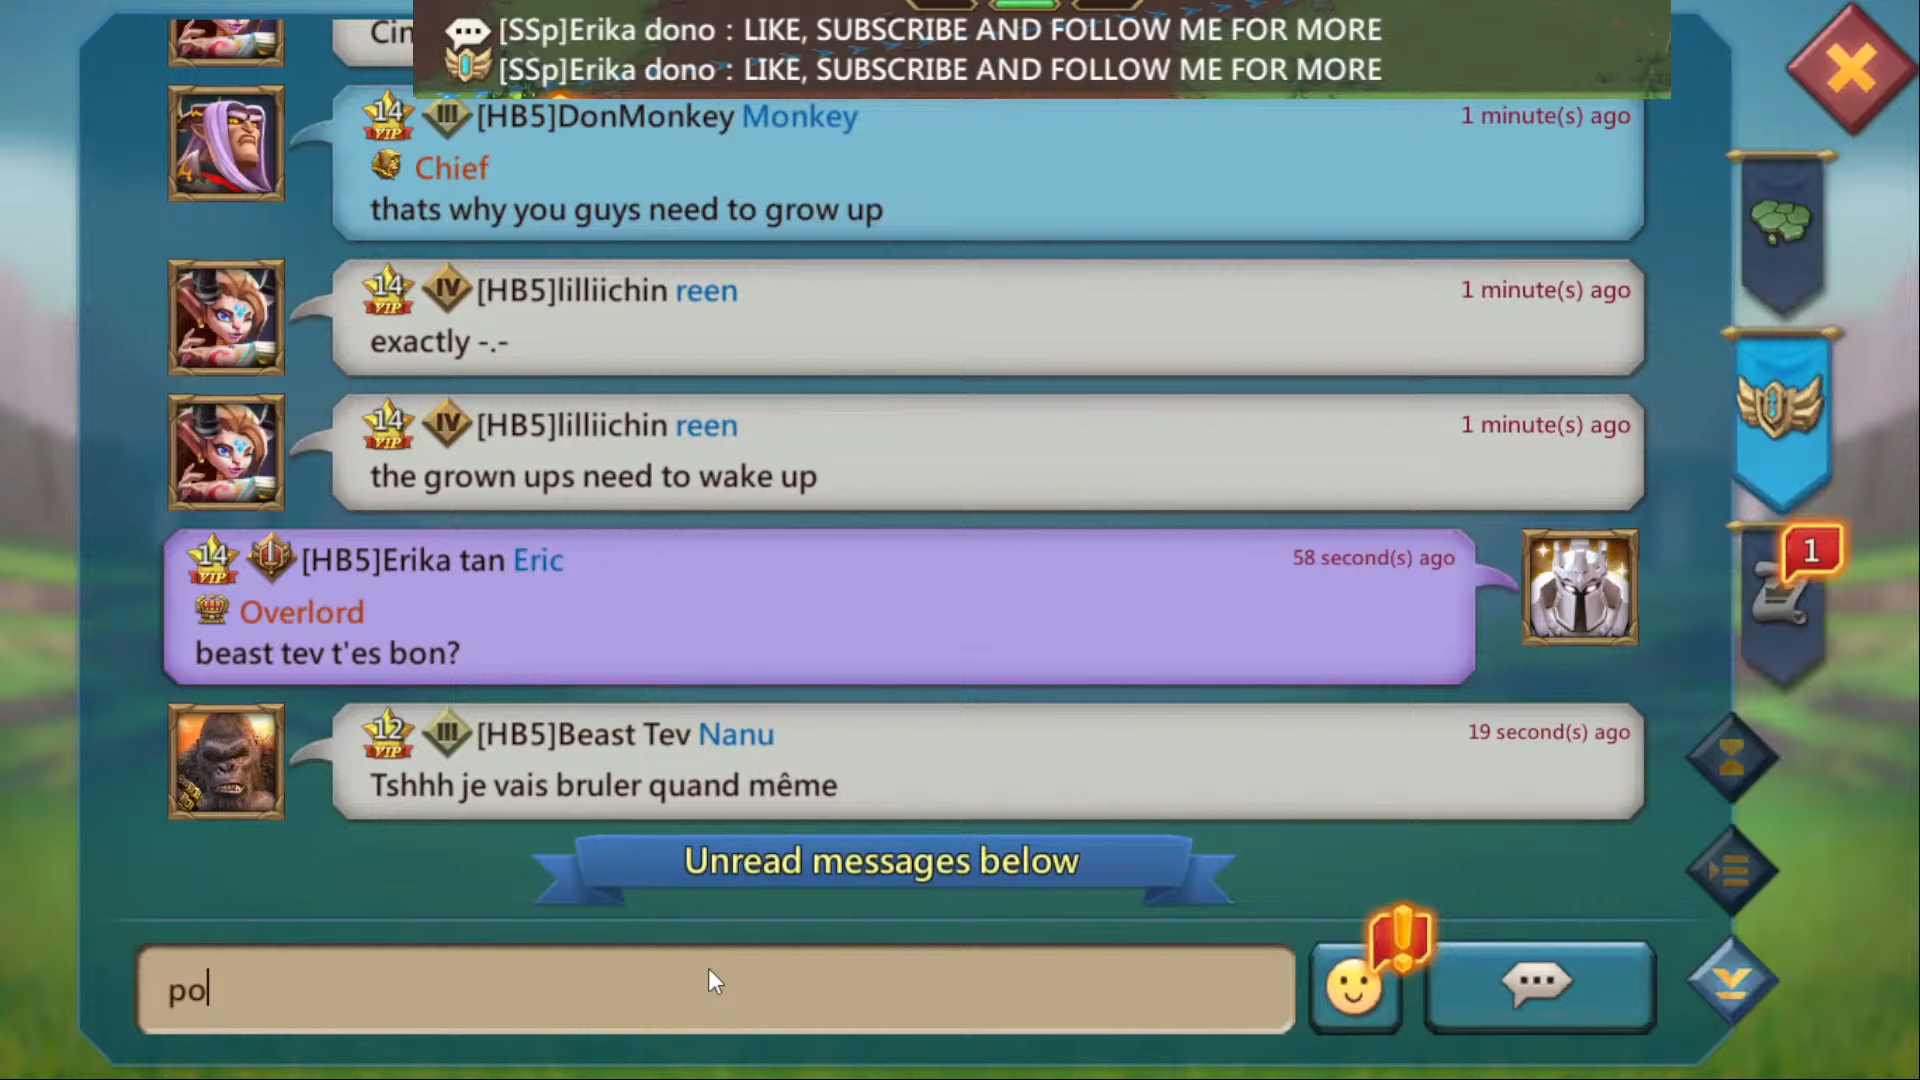 [SSp]Erika dono : LIKE, SUBSCRIBE AND FOLLOW ME FOR MORE
[SSp]Erika dono : LIKE, SUBSCRIBE AND FOLLOW ME FOR MORE
14 VIP III [HB5]DonMonkey Monkey 1 minute(s) ago
Chief
thats why you guys need to grow up
14 VIP IV [HB5]lilliichin reen 1 minute(s) ago
exactly -.-
14 VIP IV [HB5]lilliichin reen 1 minute(s) ago
the grown ups need to wake up
14 VIP I [HB5]Erika tan Eric 58 second(s) ago
Overlord
beast tev t'es bon?
1
12 VIP III [HB5]Beast Tev Nanu 19 second(s) ago
Tshhh je vais bruler quand même
Unread messages below
po